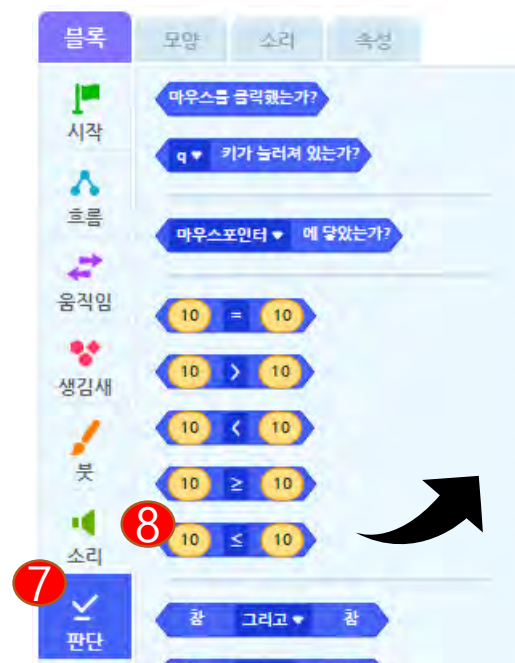 블록 모양 소리 속성
시작
흐름
움직임
생김새
붓
소리
7
판단
마우스를 클릭했는가?
q 키가 눌러져 있는가?
마우스포인터 에 닿았는가?
10 = 10
10 > 10
10 < 10
10 ≥ 10
8
10 ≤ 10
참 그리고 참